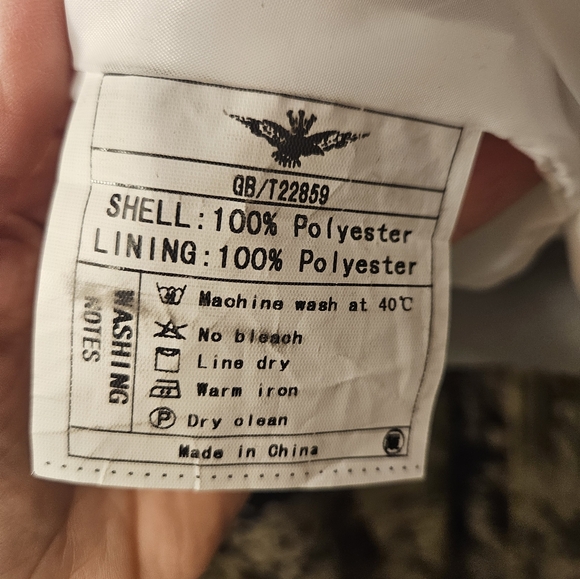 GB/T22859
SHELL:100% Polyester
LINING:100% Polyester
WASHING
NOTES
Machine wash at 40℃
No bleach
Line dry
Warm iron
P Dry clean
Made in China